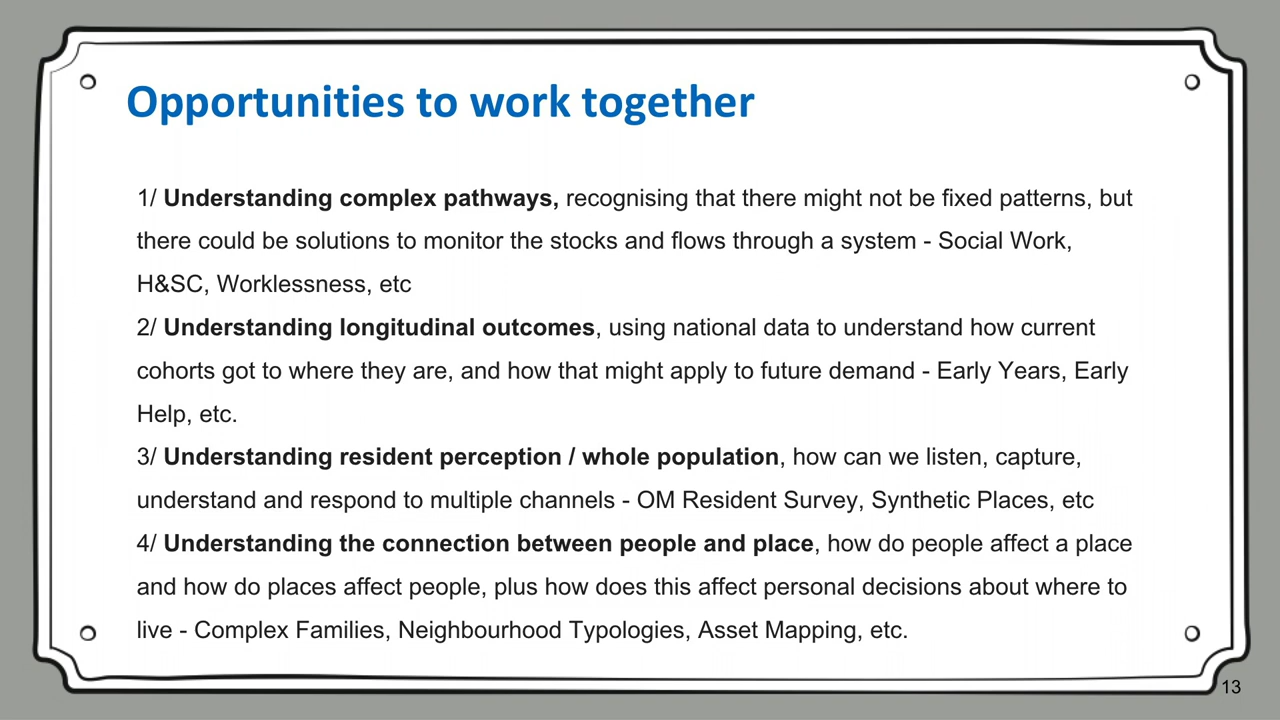 Opportunities to work together
1/ Understanding complex pathways, recognising that there might not be fixed patterns, but
there could be solutions to monitor the stocks and flows through a system - Social Work,
H&SC, Worklessness, etc
2/ Understanding longitudinal outcomes, using national data to understand how current
cohorts got to where they are, and how that might apply to future demand - Early Years, Early
Help, etc.
3/ Understanding resident perception / whole population, how can we listen, capture,
understand and respond to multiple channels - OM Resident Survey, Synthetic Places, etc
4/ Understanding the connection between people and place, how do people affect a place
and how do places affect people, plus how does this affect personal decisions about where to
live - Complex Families, Neighbourhood Typologies, Asset Mapping, etc.
13